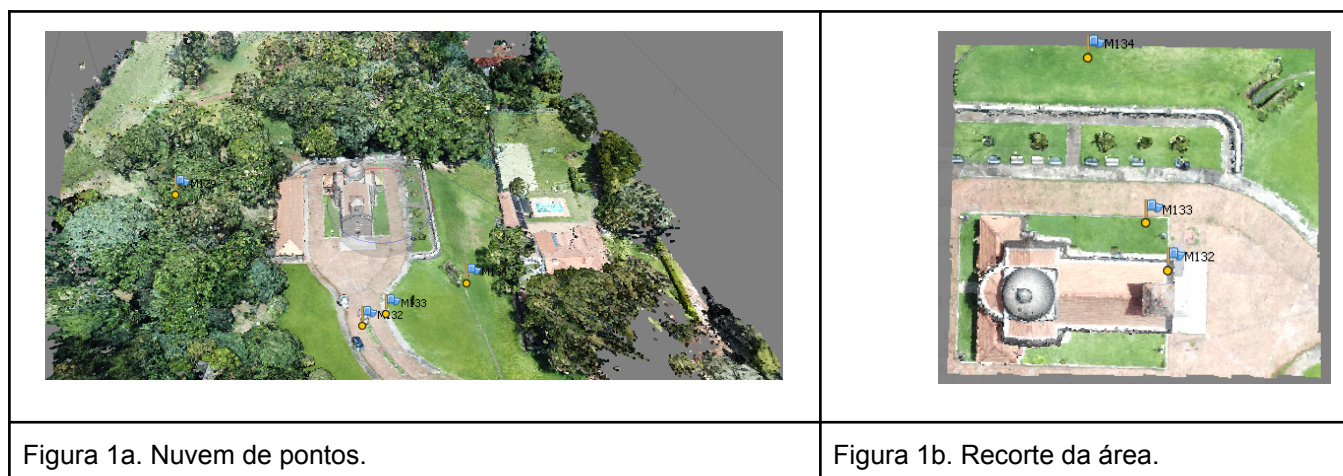 M134
M133
M132
M133
M132
Figura 1a. Nuvem de pontos.
Figura 1b. Recorte da área.